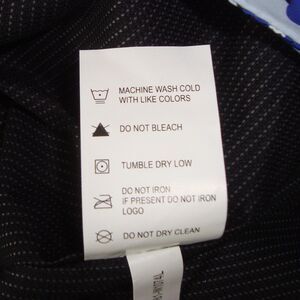 MACHINE WASH COLD
WITH LIKE COLORS
DO NOT BLEACH
TUMBLE DRY LOW
DO NOT IRON
IF PRESENT DO NOT IRON
LOGO
DO NOT DRY CLEAN